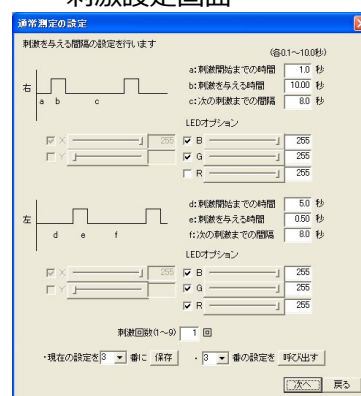 刺激設定画面
通常測定の設定
刺激を与える間隔の設定を行います
(各0.1～10.0秒)
右
a b c
a:刺激開始までの時間 1.0 秒
b:刺激を与える時間 10.00 秒
c:次の刺激までの間隔 8.0 秒
LEDオプション
X 255 B 255
Y G 255
R 255
左
d e f
d:刺激開始までの時間 5.0 秒
e:刺激を与える時間 0.50 秒
f:次の刺激までの間隔 8.0 秒
LEDオプション
X 255 B 255
Y G 255
R 255
刺激回数(1～9) 1 回
・現在の設定を 3 番に 保存 ・ 3 番の設定を 呼び出す
次へ 戻る